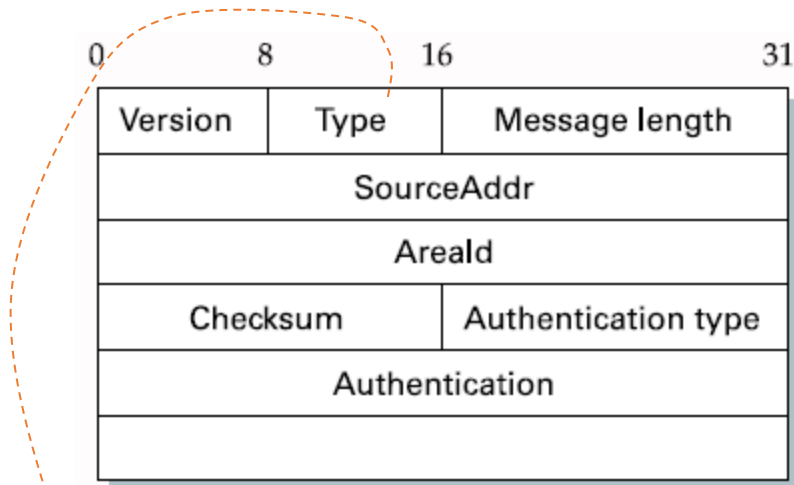 0 8 16 31
Version Type Message length
SourceAddr
AreaId
Checksum Authentication type
Authentication